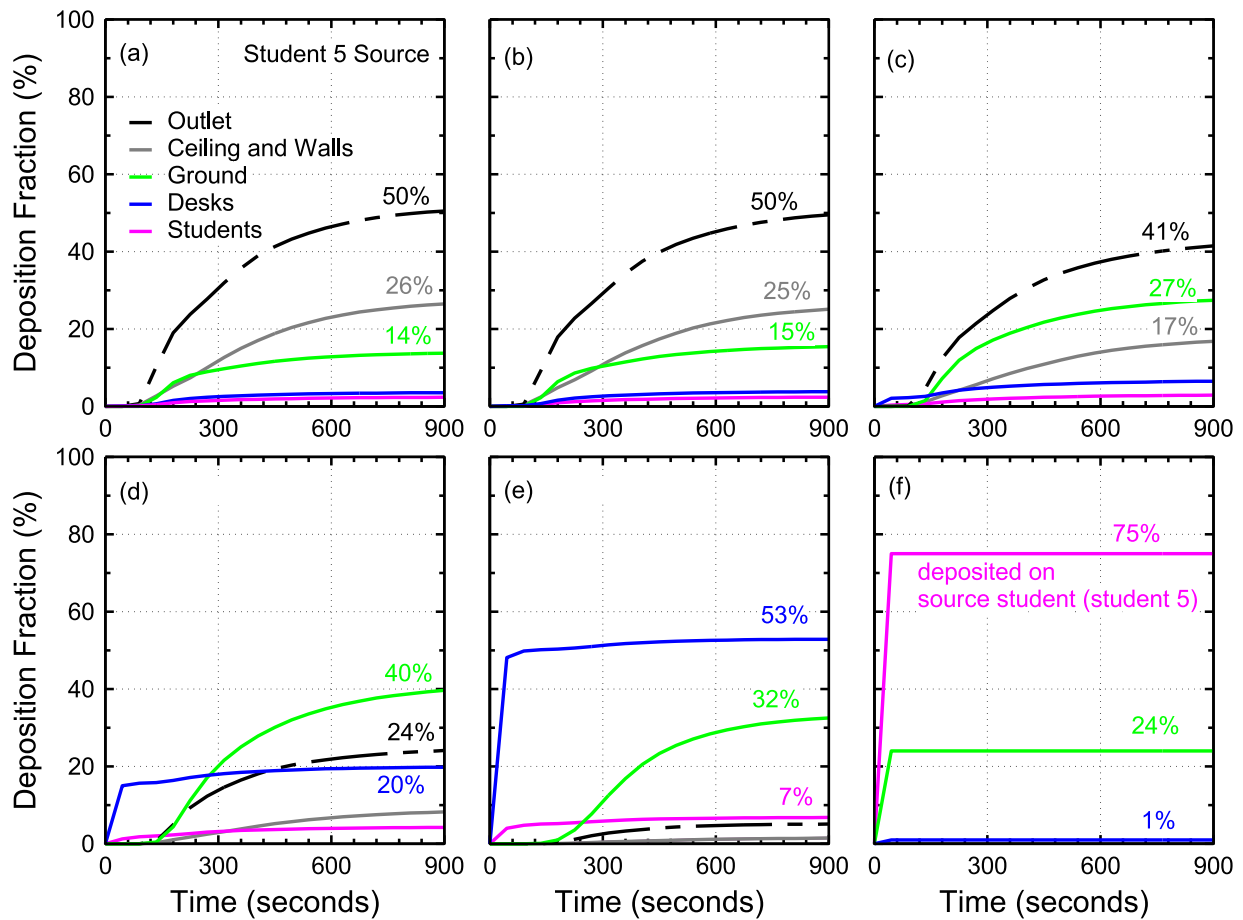 (a) Student 5 Source
Outlet
Ceiling and Walls
Ground
Desks
Students
50%
26%
14%
Deposition Fraction (%)
100
80
60
40
20
0
0 300 600 900
(b)
50%
25%
15%
0 300 600 900
(c)
41%
27%
17%
0 300 600 900
(d)
40%
24%
20%
Deposition Fraction (%)
100
80
60
40
20
0
0 300 600 900
Time (seconds)
(e)
53%
32%
7%
0 300 600 900
Time (seconds)
(f)
75%
deposited on
source student (student 5)
24%
1%
0 300 600 900
Time (seconds)